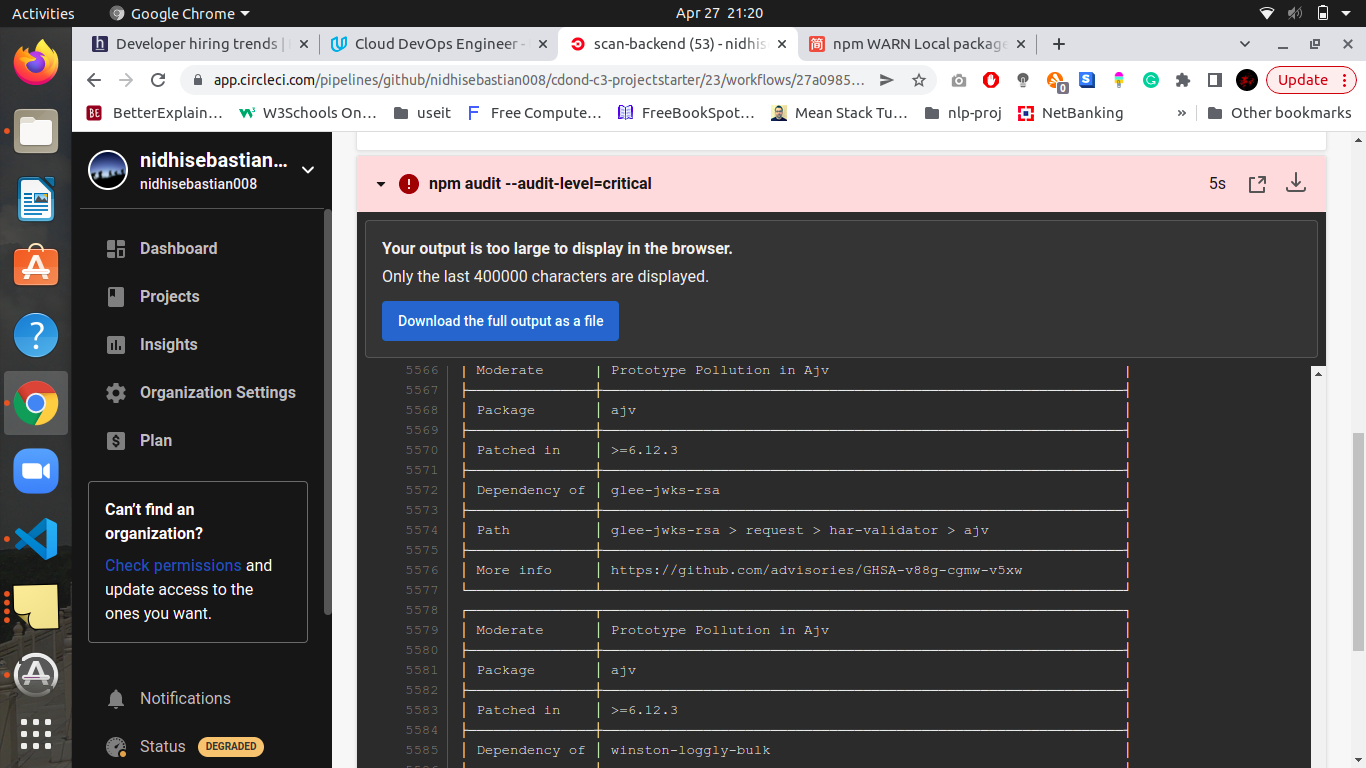 Activities
Google Chrome
Apr 27 21:20
Developer hiring trends |
Cloud DevOps Engineer -
scan-backend (53) - nidhis
npm WARN Local package
app.circleci.com/pipelines/github/nidhisebastian008/cdond-c3-projectstarter/23/workflows/27a0985...
0
Update
BetterExplain...
W3Schools On...
useit
Free Compute...
FreeBookSpot...
Mean Stack Tu...
nlp-proj
NetBanking
»
Other bookmarks
nidhisebastian...
nidhisebastian008
Dashboard
Projects
Insights
Organization Settings
Plan
Can't find an
organization?
Check permissions and
update access to the
ones you want.
Notifications
Status DEGRADED
npm audit --audit-level=critical
5s
Your output is too large to display in the browser.
Only the last 400000 characters are displayed.
Download the full output as a file
5566 Moderate Prototype Pollution in Ajv
5567
5568 Package ajv
5569
5570 Patched in >=6.12.3
5571
5572 Dependency of glee-jwks-rsa
5573
5574 Path glee-jwks-rsa > request > har-validator > ajv
5575
5576 More info https://github.com/advisories/GHSA-v88g-cgmw-v5xw
5577
5578
5579 Moderate Prototype Pollution in Ajv
5580
5581 Package ajv
5582
5583 Patched in >=6.12.3
5584
5585 Dependency of winston-loggly-bulk